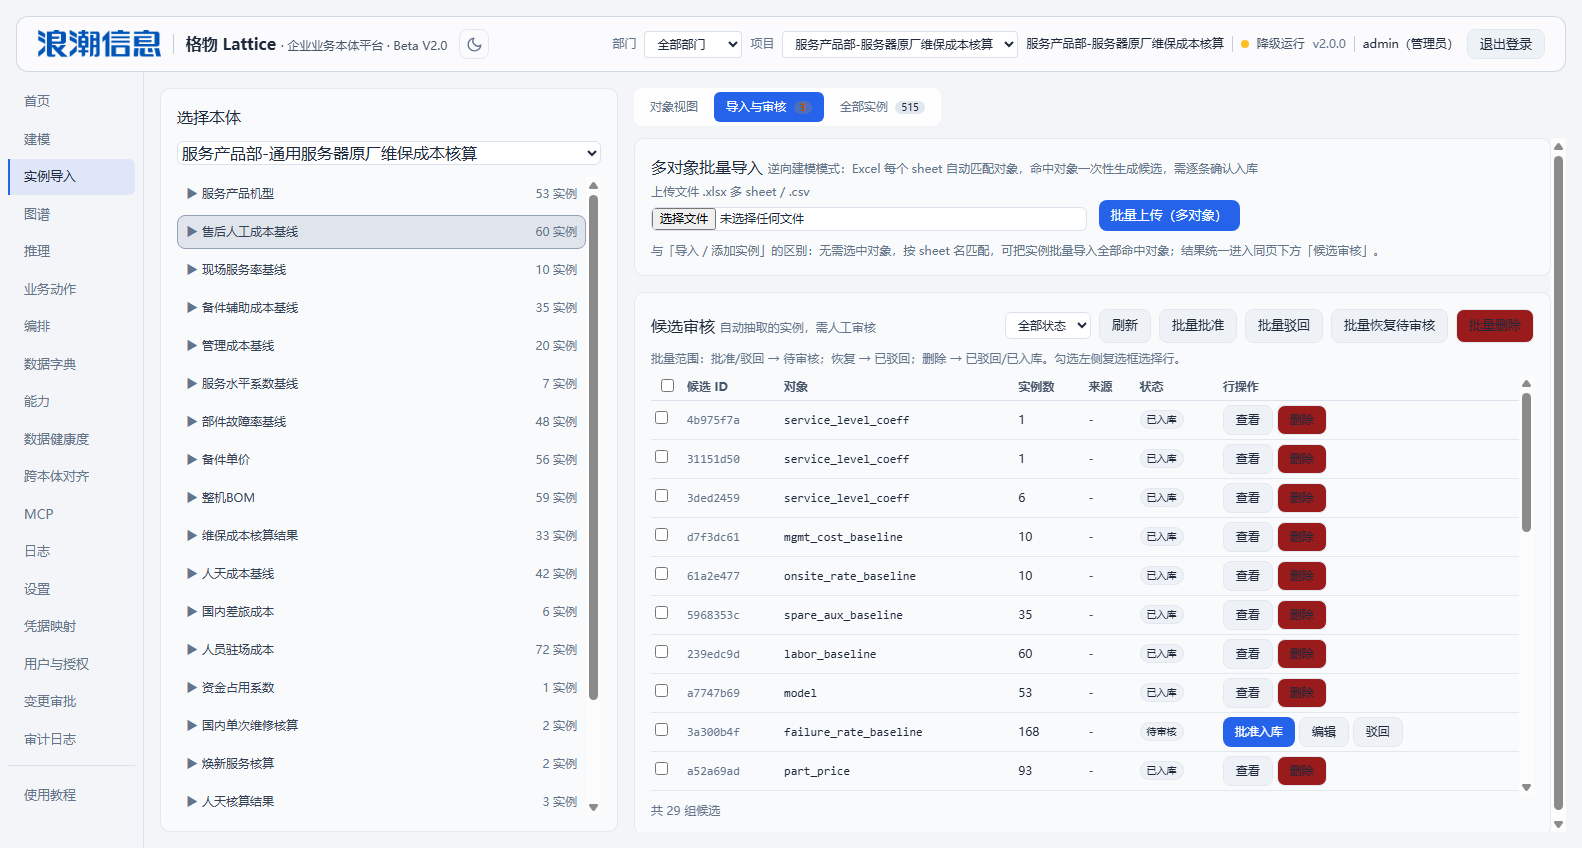 浪潮信息 格物 Lattice · 企业业务本体平台 · Beta V2.0 部门 全部部门 项目 服务产品部-服务器原厂维保成本核算 服务产品部-服务器原厂维保成本核算 降级运行 v2.0.0 admin（管理员） 退出登录
首页
建模
实例导入
图谱
推理
业务动作
编排
数据字典
能力
数据健康度
跨本体对齐
MCP
日志
设置
凭据映射
用户与授权
变更审批
审计日志
使用教程
选择本体
服务产品部-通用服务器原厂维保成本核算
▶ 服务产品机型 53 实例
▶ 售后人工成本基线 60 实例
▶ 现场服务率基线 10 实例
▶ 备件辅助成本基线 35 实例
▶ 管理成本基线 20 实例
▶ 服务水平系数基线 7 实例
▶ 部件故障率基线 48 实例
▶ 备件单价 56 实例
▶ 整机BOM 59 实例
▶ 维保成本核算结果 33 实例
▶ 人天成本基线 42 实例
▶ 国内差旅成本 6 实例
▶ 人员驻场成本 72 实例
▶ 资金占用系数 1 实例
▶ 国内单次维修核算 2 实例
▶ 焕新服务核算 2 实例
▶ 人天核算结果 3 实例
对象视图 导入与审核 3 全部实例 515
多对象批量导入 逆向建模模式：Excel 每个 sheet 自动匹配对象，命中对象一次性生成候选，需逐条确认入库
上传文件 .xlsx 多 sheet / .csv
选择文件 未选择任何文件 批量上传（多对象）
与「导入 / 添加实例」的区别：无需选中对象，按 sheet 名匹配，可把实例批量导入全部命中对象；结果统一进入同页下方「候选审核」。
候选审核 自动抽取的实例，需人工审核 全部状态 刷新 批量批准 批量驳回 批量恢复待审核 批量删除
批量范围：批准/驳回 → 待审核；恢复 → 已驳回；删除 → 已驳回/已入库。勾选左侧复选框选择行。
候选 ID 对象 实例数 来源 状态 行操作
4b975f7a service_level_coeff 1 - 已入库 查看 删除
31151d50 service_level_coeff 1 - 已入库 查看 删除
3ded2459 service_level_coeff 6 - 已入库 查看 删除
d7f3dc61 mgmt_cost_baseline 10 - 已入库 查看 删除
61a2e477 onsite_rate_baseline 10 - 已入库 查看 删除
5968353c spare_aux_baseline 35 - 已入库 查看 删除
239edc9d labor_baseline 60 - 已入库 查看 删除
a7747b69 model 53 - 已入库 查看 删除
3a300b4f failure_rate_baseline 168 - 待审核 批准入库 编辑 驳回
a52a69ad part_price 93 - 已入库 查看 删除
共 29 组候选